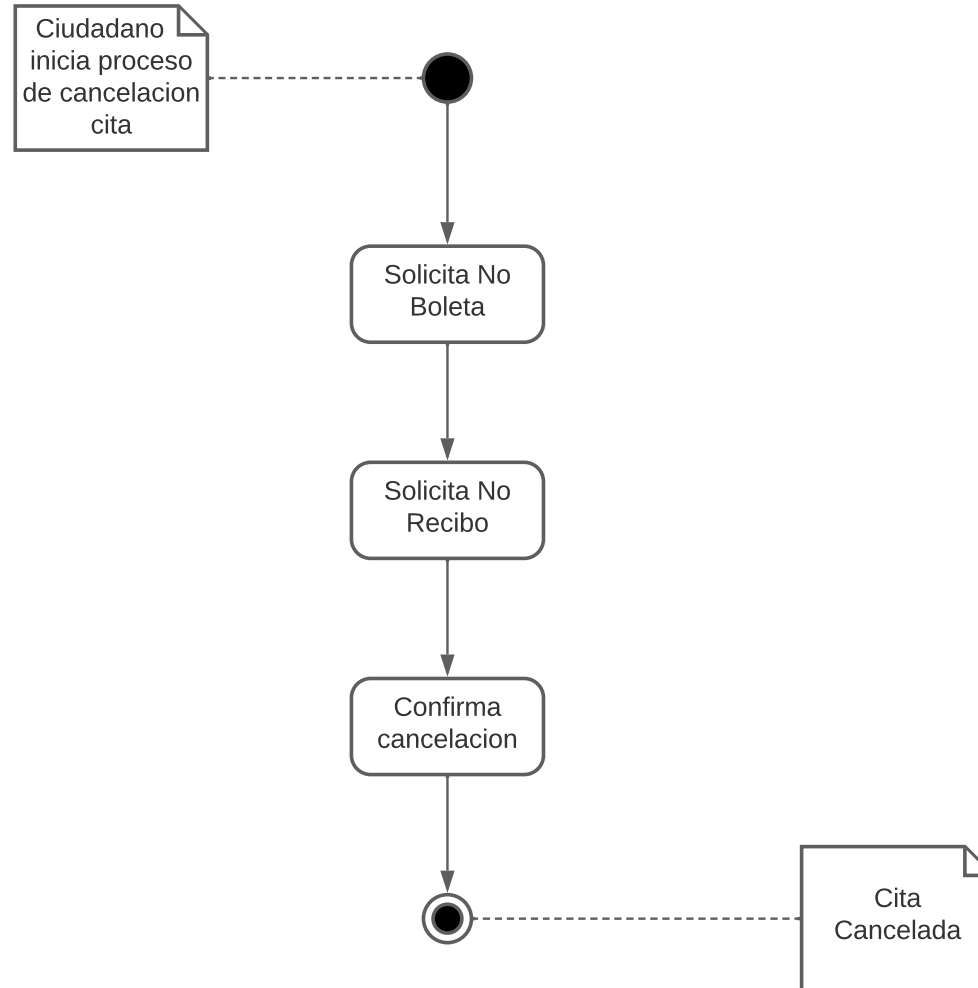 Ciudadano
inicia proceso
de cancelacion
cita
Solicita No
Boleta
Solicita No
Recibo
Confirma
cancelacion
Cita
Cancelada